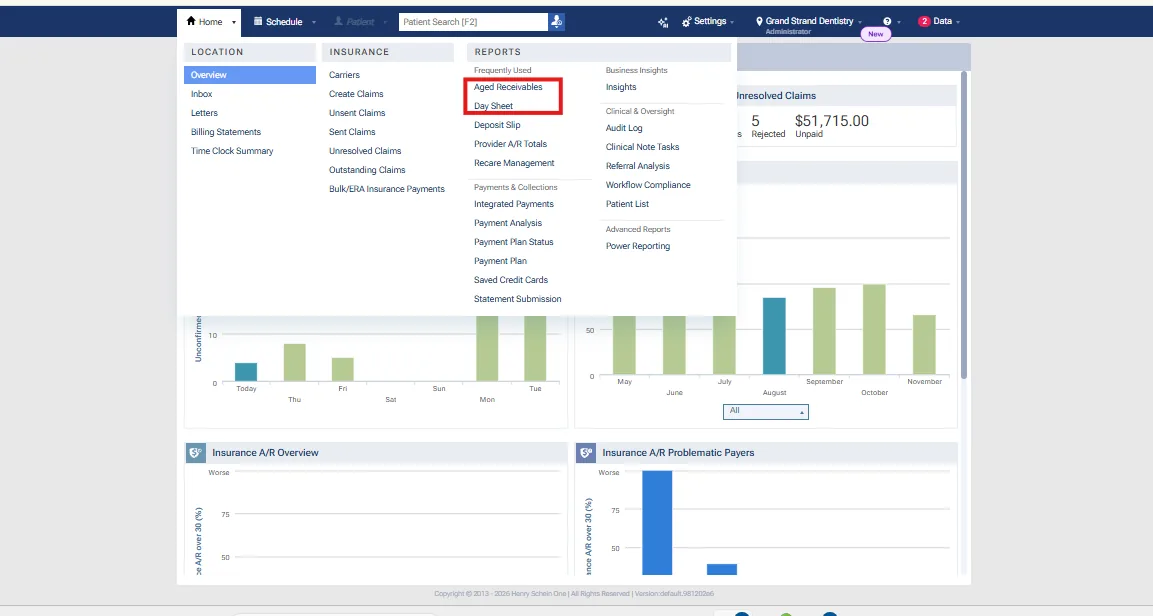 Home
Schedule
Patient
Patient Search [F2]
Settings
Grand Strand Dentistry
Administrator
?
New
2 Data
LOCATION
Overview
Inbox
Letters
Billing Statements
Time Clock Summary
INSURANCE
Carriers
Create Claims
Unsent Claims
Sent Claims
Unresolved Claims
Outstanding Claims
Bulk/ERA Insurance Payments
REPORTS
Frequently Used
Aged Receivables
Day Sheet
Deposit Slip
Provider A/R Totals
Recare Management
Payments & Collections
Integrated Payments
Payment Analysis
Payment Plan Status
Payment Plan
Saved Credit Cards
Statement Submission
Business Insights
Insights
Clinical & Oversight
Audit Log
Clinical Note Tasks
Referral Analysis
Workflow Compliance
Patient List
Advanced Reports
Power Reporting
Unresolved Claims
5 $51,715.00
s Rejected Unpaid
Unconfirme
10
0
Today
Thu
Fri
Sat
Sun
Mon
Tue
50
0
May
June
July
August
September
October
November
All
Insurance A/R Overview
Worse
75
50
ce A/R over 30 (%)
Insurance A/R Problematic Payers
Worse
75
50
nce A/R over 30 (%)
Copyright © 2013 - 2026 Henry Schein One | All Rights Reserved | Version:default.981202e6